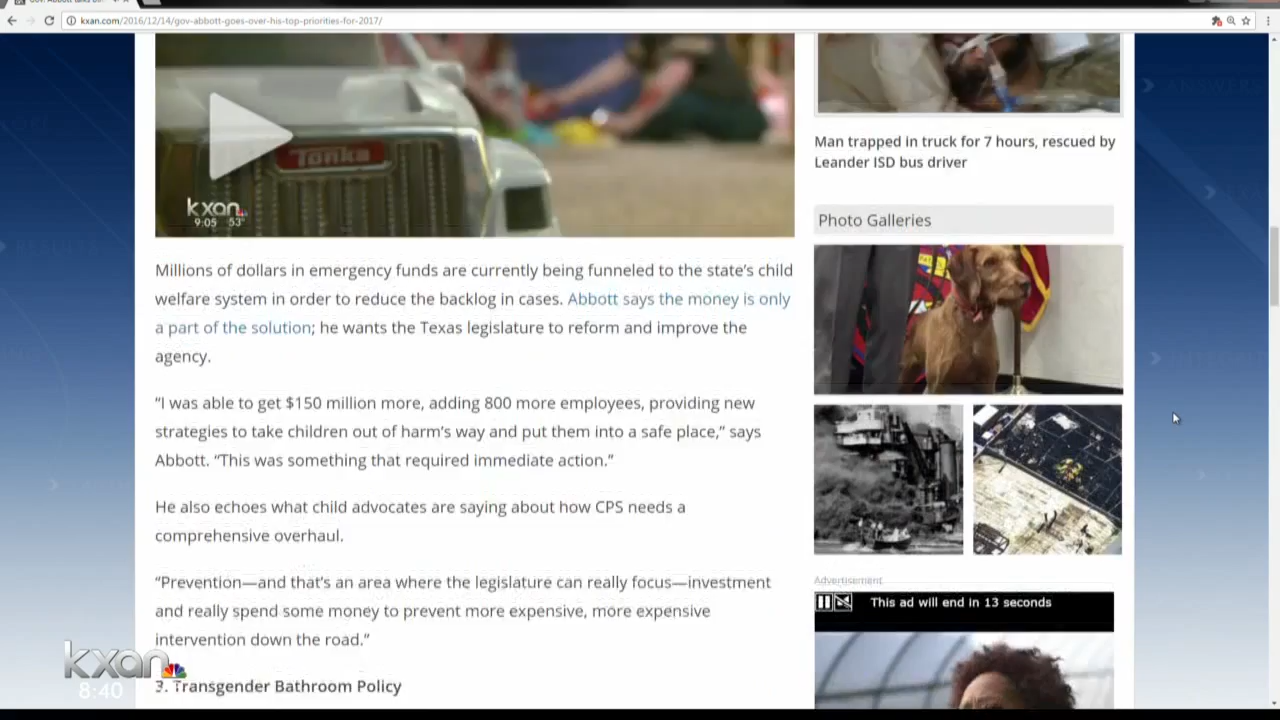 kxan.com/2016/12/14/gov-abbott-goes-over-his-top-priorities-for-2017/
Tonka
kxan
9:05 53°
Millions of dollars in emergency funds are currently being funneled to the state’s child
welfare system in order to reduce the backlog in cases. Abbott says the money is only
a part of the solution; he wants the Texas legislature to reform and improve the
agency.
“I was able to get $150 million more, adding 800 more employees, providing new
strategies to take children out of harm’s way and put them into a safe place,” says
Abbott. “This was something that required immediate action.”
He also echoes what child advocates are saying about how CPS needs a
comprehensive overhaul.
“Prevention—and that’s an area where the legislature can really focus—investment
and really spend some money to prevent more expensive, more expensive
intervention down the road.”
3. Transgender Bathroom Policy
Man trapped in truck for 7 hours, rescued by
Leander ISD bus driver
Photo Galleries
Advertisement
This ad will end in 13 seconds
kxan
8:40
ANSWERS